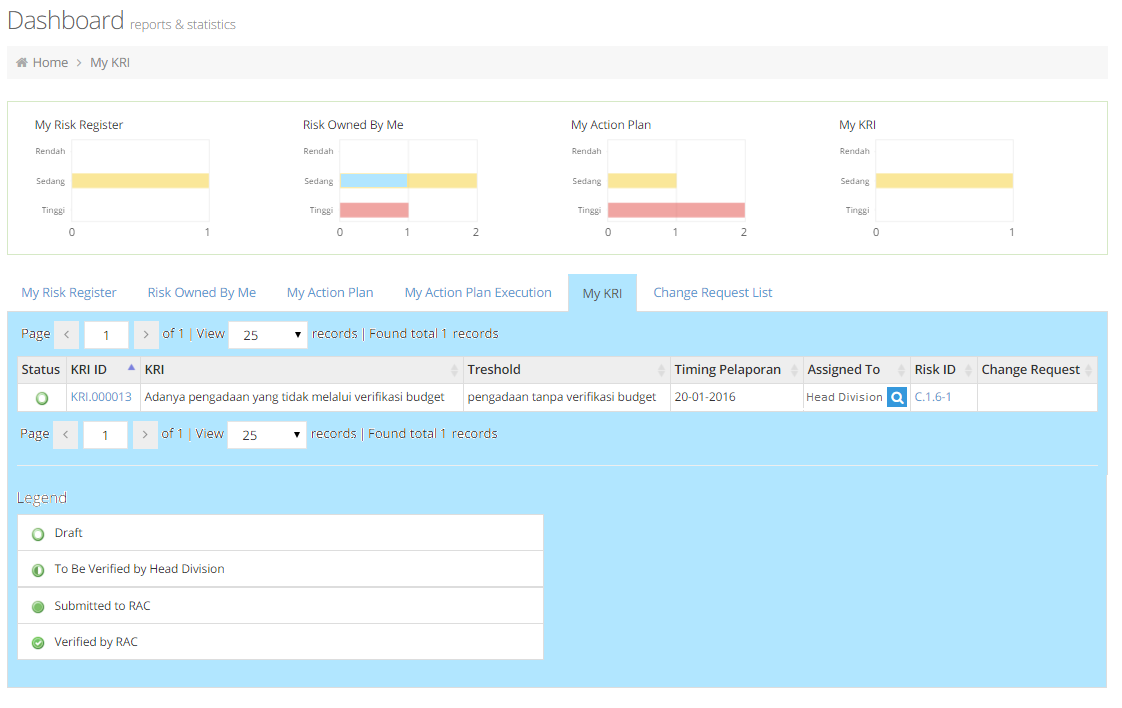 Dashboard reports & statistics
Home > My KRI
My Risk Register
Rendah
Sedang
Tinggi
0 1
Risk Owned By Me
Rendah
Sedang
Tinggi
0 1 2
My Action Plan
Rendah
Sedang
Tinggi
0 1 2
My KRI
Rendah
Sedang
Tinggi
0 1
My Risk Register Risk Owned By Me My Action Plan My Action Plan Execution My KRI Change Request List
Page < 1 > of 1 | View 25 records | Found total 1 records
Status KRI ID KRI Treshold Timing Pelaporan Assigned To Risk ID Change Request
KRI.000013 Adanya pengadaan yang tidak melalui verifikasi budget pengadaan tanpa verifikasi budget 20-01-2016 Head Division C.1.6-1
Page < 1 > of 1 | View 25 records | Found total 1 records
Legend
Draft
To Be Verified by Head Division
Submitted to RAC
Verified by RAC